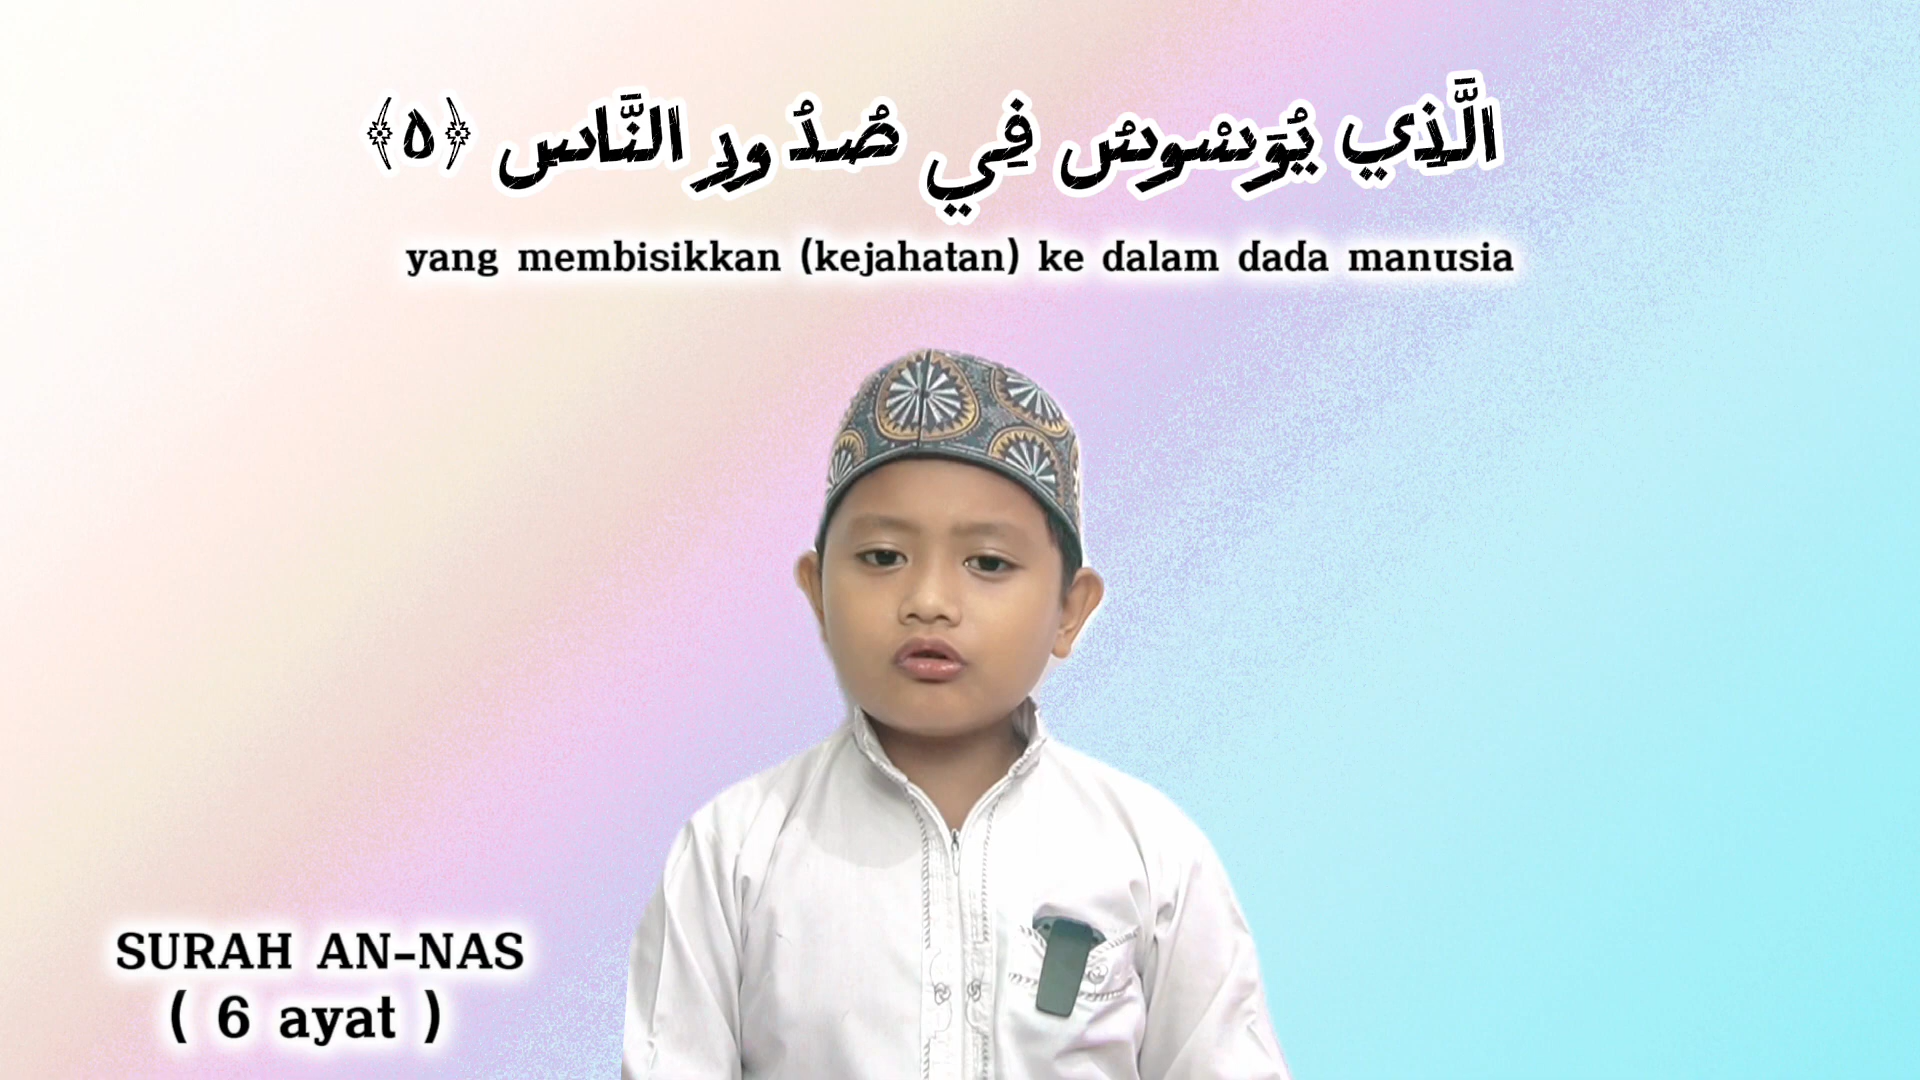 الَّذِي يُوَسْوِسُ فِي صُدُورِ النَّاسِ ﴿٥﴾
yang membisikkan (kejahatan) ke dalam dada manusia
SURAH AN-NAS
( 6 ayat )